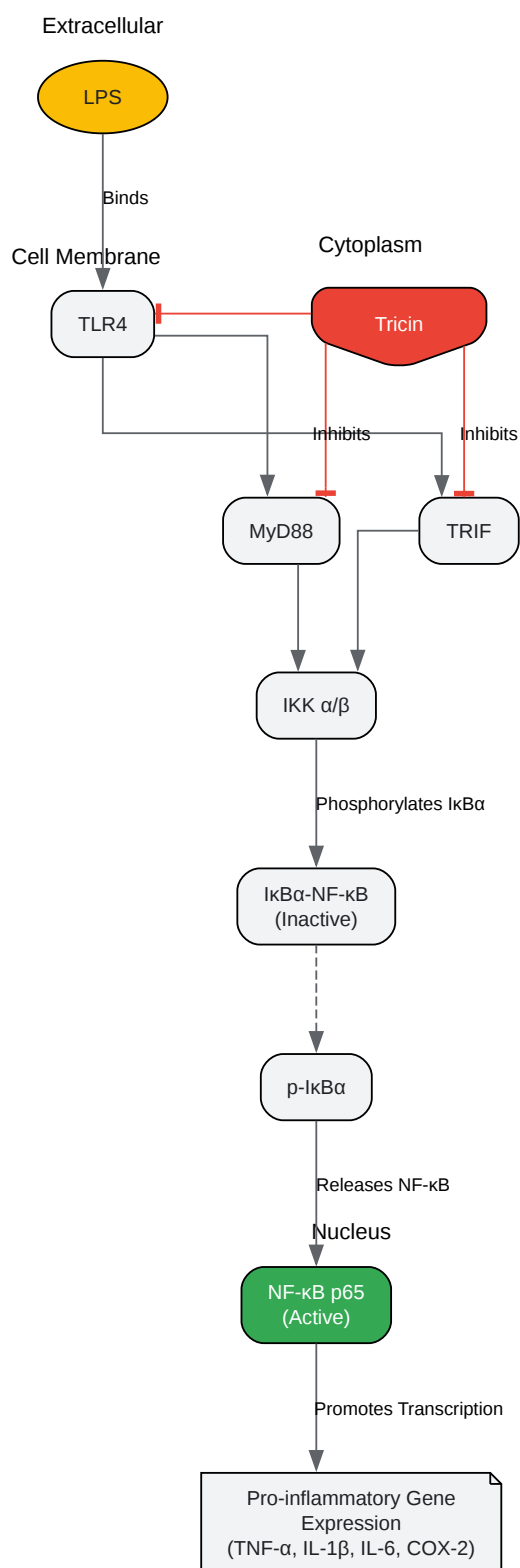 Extracellular
LPS
Binds
Cytoplasm
Cell Membrane
TLR4
Tricin
Inhibits
Inhibits
MyD88
TRIF
IKK α/β
Phosphorylates IκBα
IκBα-NF-κB
(Inactive)
p-IκBα
Releases NF-κB
Nucleus
NF-κB p65
(Active)
Promotes Transcription
Pro-inflammatory Gene
Expression
(TNF-α, IL-1β, IL-6, COX-2)